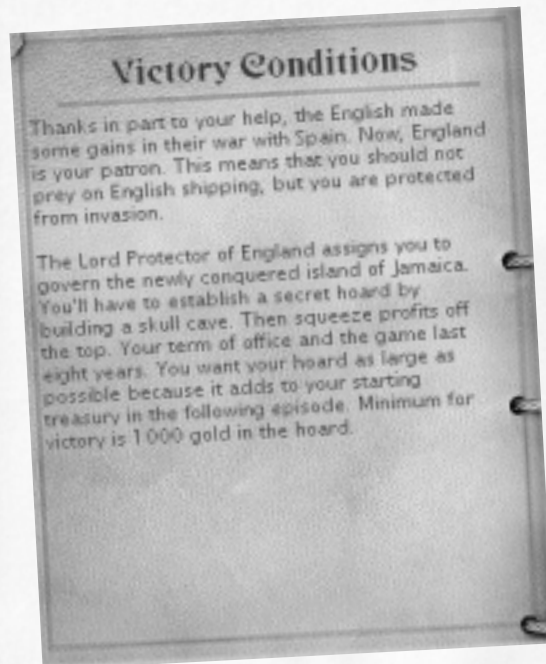 Victory Conditions
Thanks in part to your help, the English made
some gains in their war with Spain. Now, England
is your patron. This means that you should not
prey on English shipping, but you are protected
from invasion.
The Lord Protector of England assigns you to
govern the newly conquered island of Jamaica.
You'll have to establish a secret hoard by
building a skull cave. Then squeeze profits off
the top. Your term of office and the game last
eight years. You want your hoard as large as
possible because it adds to your starting
treasury in the following episode. Minimum for
victory is 1000 gold in the hoard.